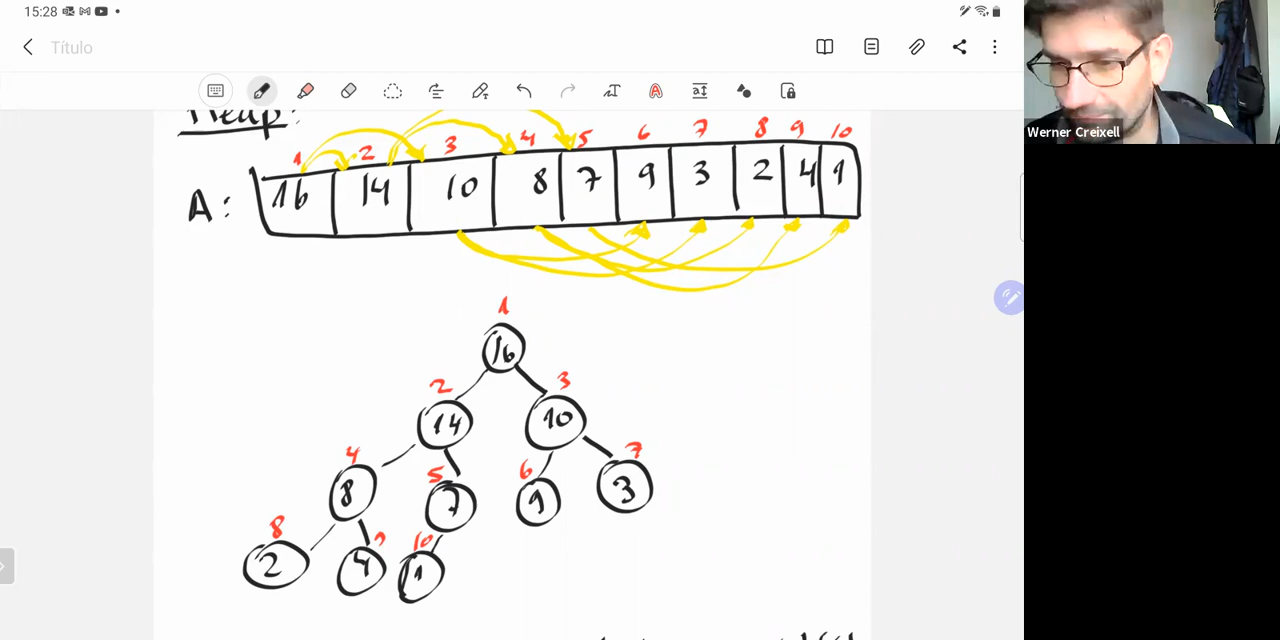 15:28
Título
Werner Creixell
Heap:
1 2 3 4 5 6 7 8 9 10
A: 16 14 10 8 7 9 3 2 4 1
1
16
2 3
14 10
4 5 6 7
8 7 9 3
8 9 10
2 4 1